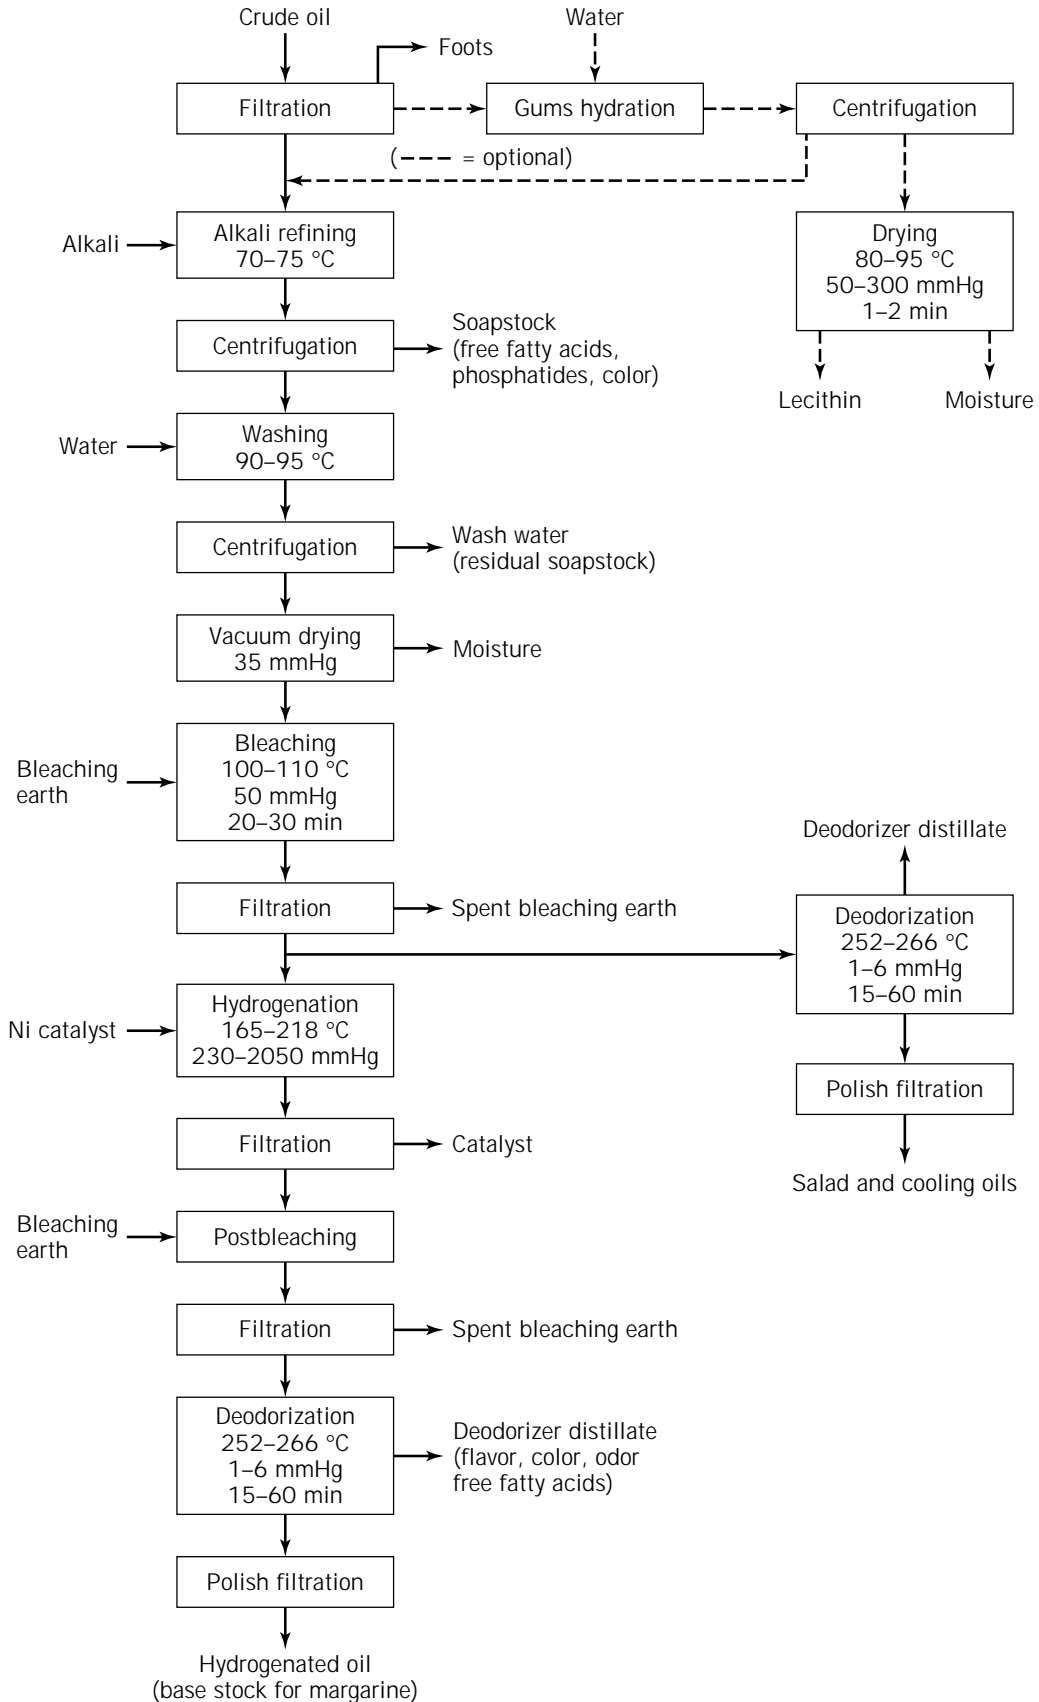 Crude oil
Water
Foots
Filtration
Gums hydration
Centrifugation
(---- = optional)
Alkali
Alkali refining
70–75 °C
Drying
80–95 °C
50–300 mmHg
1–2 min
Centrifugation
Soapstock
(free fatty acids,
phosphatides, color)
Lecithin
Moisture
Water
Washing
90–95 °C
Centrifugation
Wash water
(residual soapstock)
Vacuum drying
35 mmHg
Moisture
Bleaching
earth
Bleaching
100–110 °C
50 mmHg
20–30 min
Deodorizer distillate
Filtration
Spent bleaching earth
Deodorization
252–266 °C
1–6 mmHg
15–60 min
Ni catalyst
Hydrogenation
165–218 °C
230–2050 mmHg
Polish filtration
Filtration
Catalyst
Salad and cooling oils
Bleaching
earth
Postbleaching
Filtration
Spent bleaching earth
Deodorization
252–266 °C
1–6 mmHg
15–60 min
Deodorizer distillate
(flavor, color, odor
free fatty acids)
Polish filtration
Hydrogenated oil
(base stock for margarine)